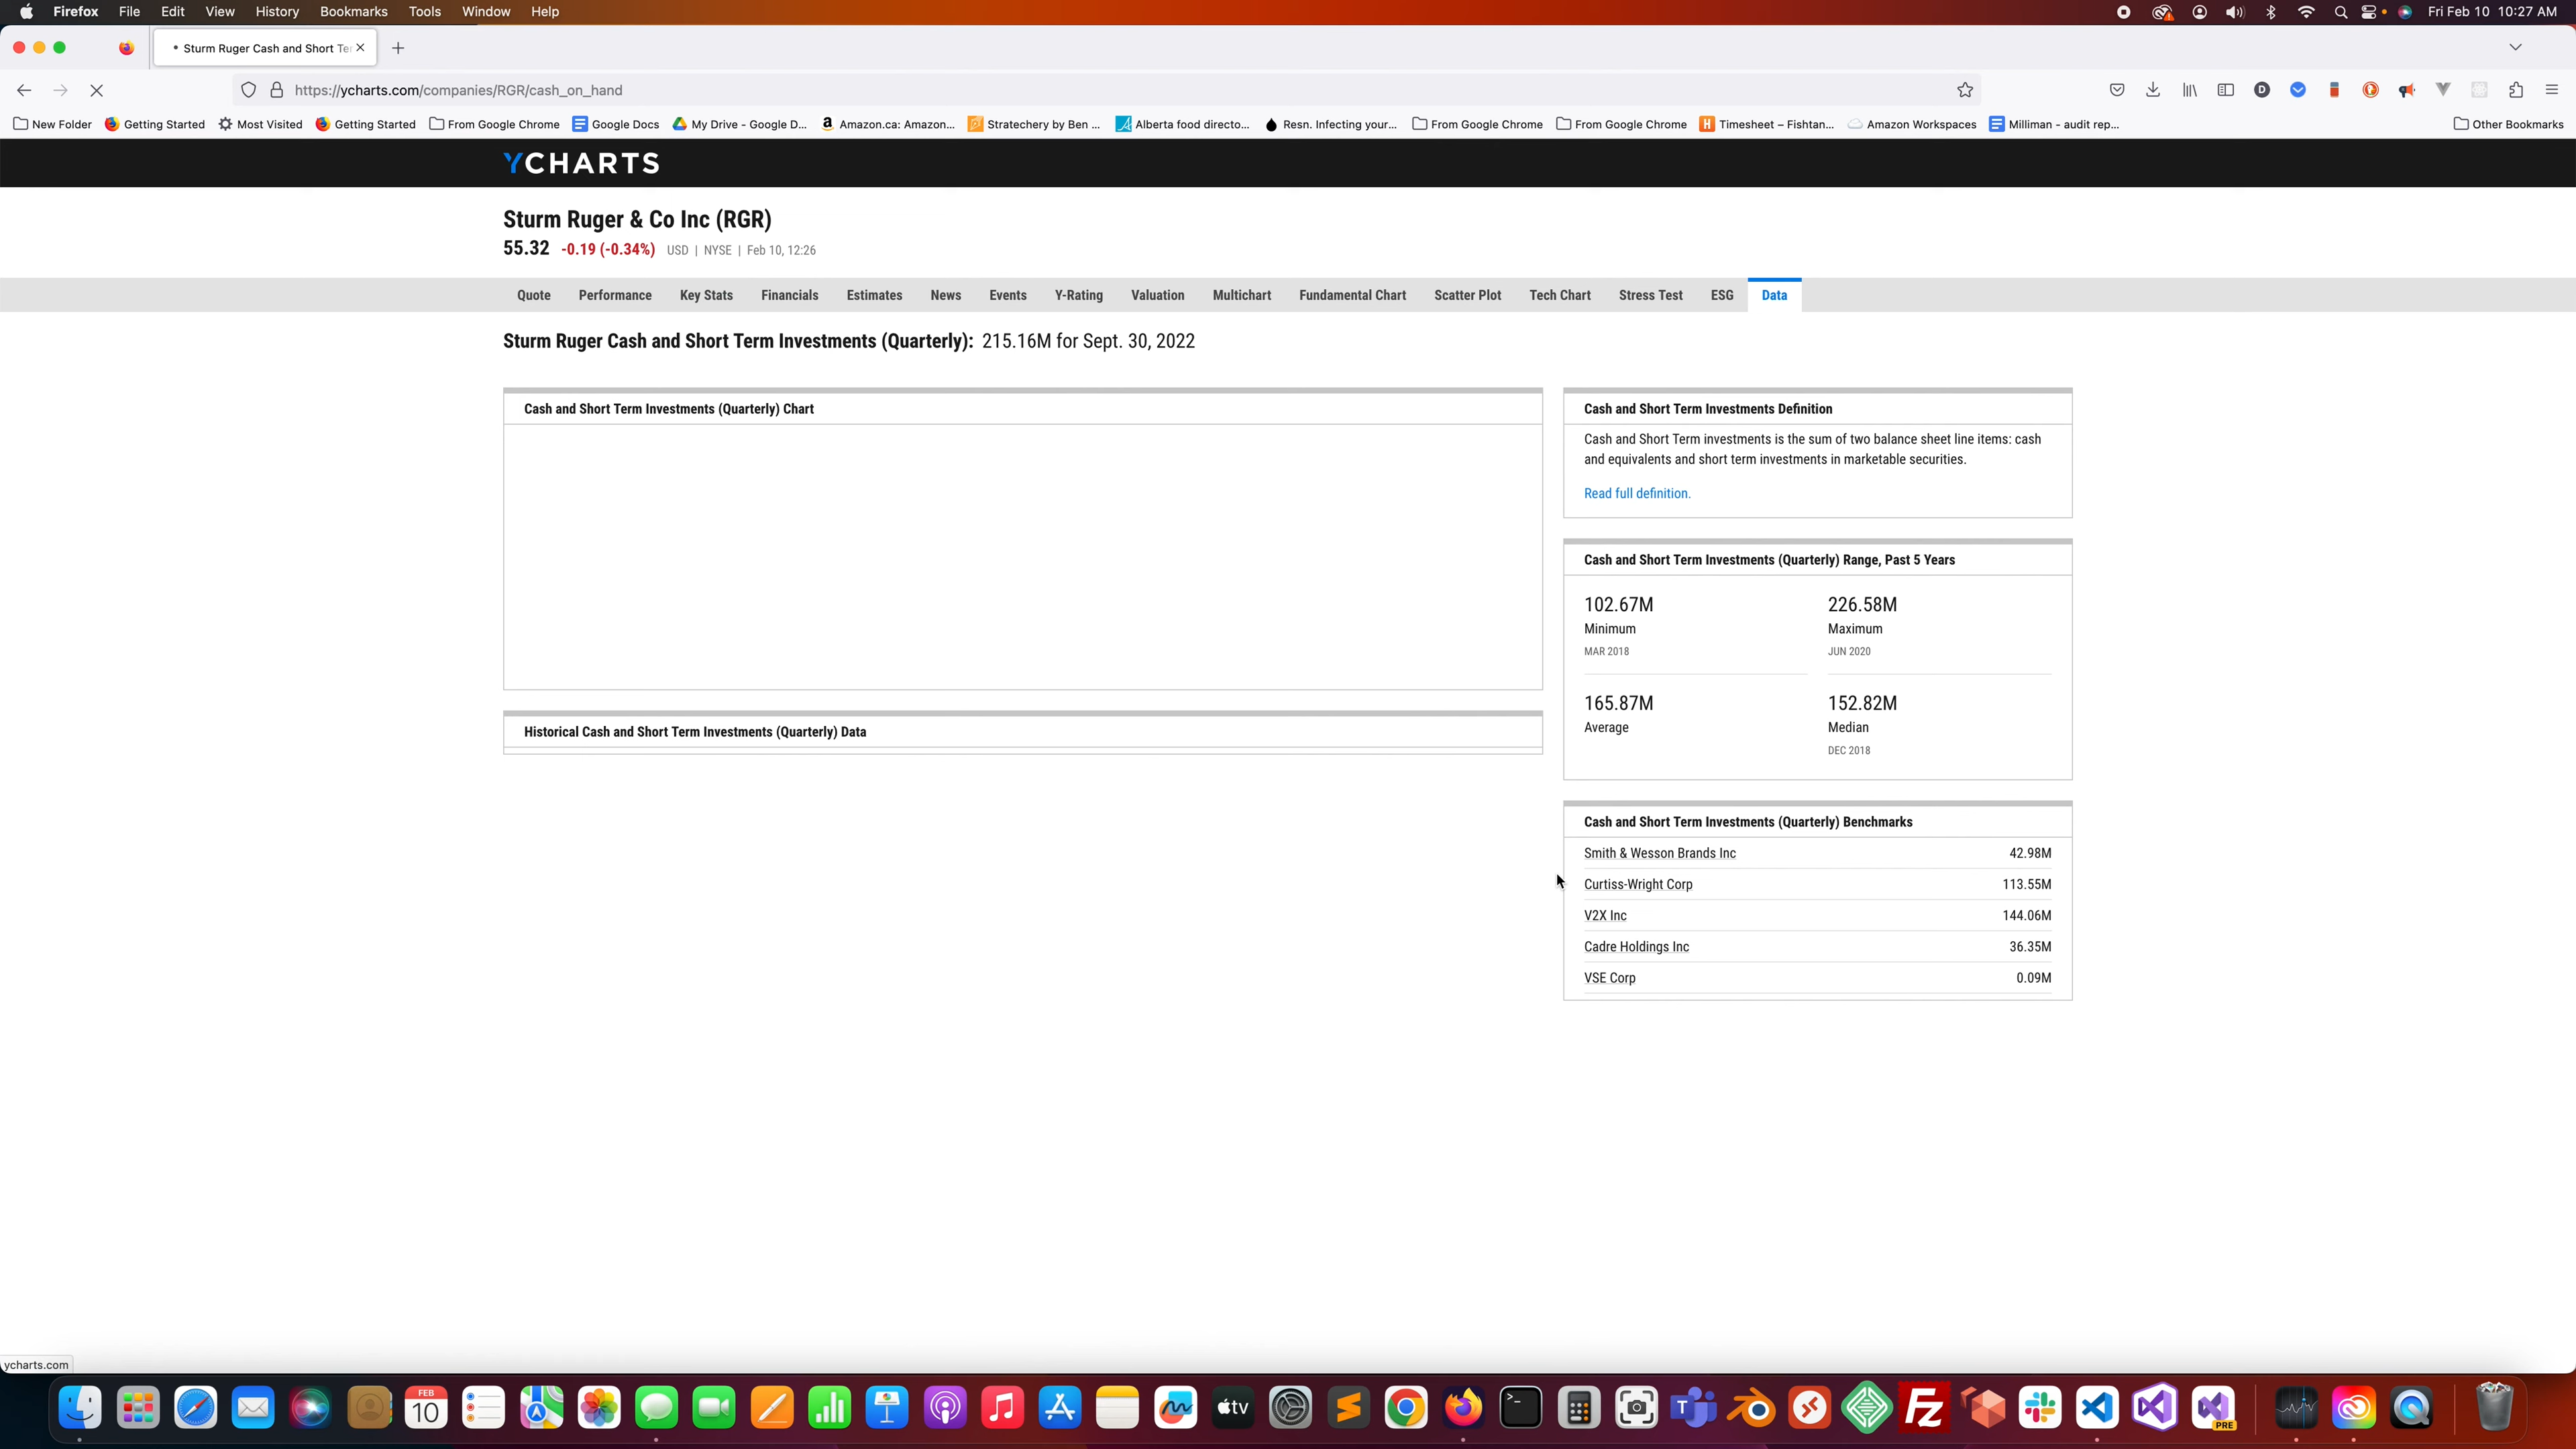 Firefox File Edit View History Bookmarks Tools Window Help Fri Feb 10 10:27 AM
Sturm Ruger Cash and Short Te
https://ycharts.com/companies/RGR/cash_on_hand
New Folder Getting Started Most Visited Getting Started From Google Chrome Google Docs My Drive - Google D... Amazon.ca: Amazon... Stratechery by Ben ... Alberta food directo... Resn. Infecting your... From Google Chrome From Google Chrome Timesheet – Fishtan... Amazon Workspaces Milliman - audit rep... Other Bookmarks
YCHARTS
Sturm Ruger & Co Inc (RGR)
55.32 -0.19 (-0.34%) USD | NYSE | Feb 10, 12:26
Quote Performance Key Stats Financials Estimates News Events Y-Rating Valuation Multichart Fundamental Chart Scatter Plot Tech Chart Stress Test ESG Data
Sturm Ruger Cash and Short Term Investments (Quarterly): 215.16M for Sept. 30, 2022
Cash and Short Term Investments (Quarterly) Chart
Historical Cash and Short Term Investments (Quarterly) Data
Cash and Short Term Investments Definition
Cash and Short Term investments is the sum of two balance sheet line items: cash
and equivalents and short term investments in marketable securities.
Read full definition.
Cash and Short Term Investments (Quarterly) Range, Past 5 Years
102.67M 226.58M
Minimum Maximum
MAR 2018 JUN 2020
165.87M 152.82M
Average Median
DEC 2018
Cash and Short Term Investments (Quarterly) Benchmarks
Smith & Wesson Brands Inc 42.98M
Curtiss-Wright Corp 113.55M
V2X Inc 144.06M
Cadre Holdings Inc 36.35M
VSE Corp 0.09M
ycharts.com
FEB
10
tv
T
FZ
PRE